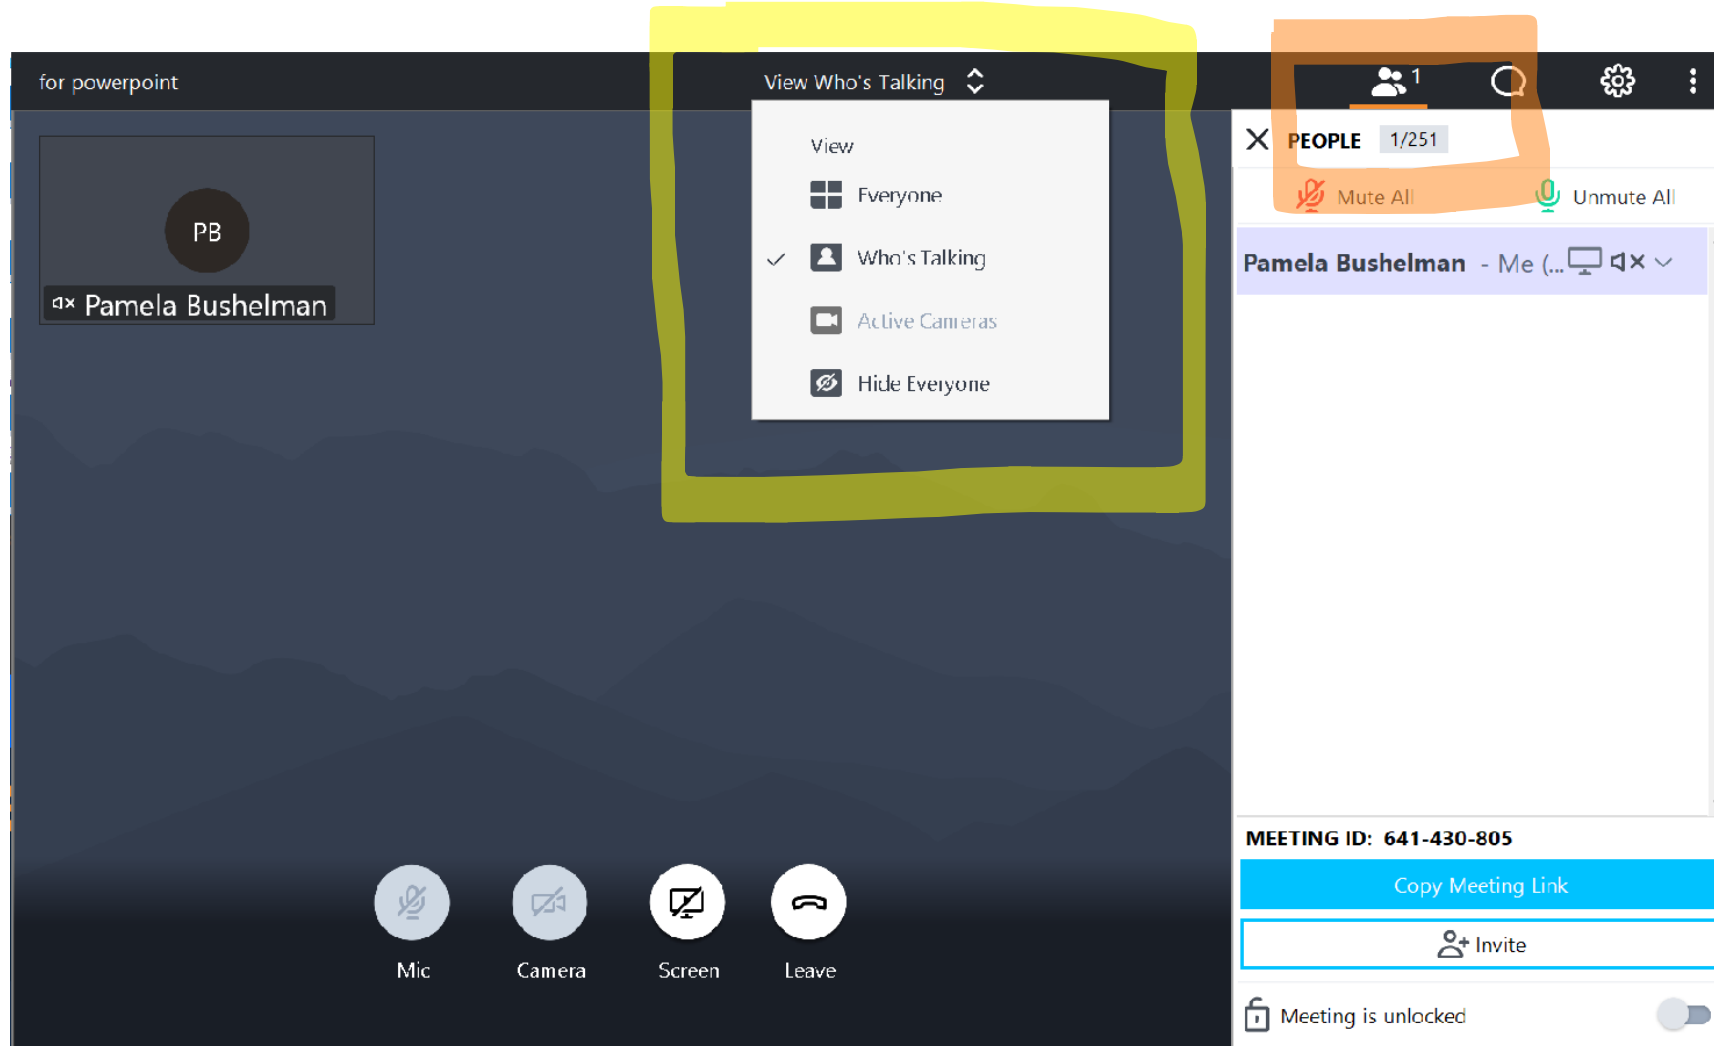 for powerpoint
View Who's Talking
1
PEOPLE 1/251
Mute All
Unmute All
View
Everyone
Who's Talking
Active Cameras
Hide Everyone
PB
Pamela Bushelman
Pamela Bushelman - Me (...
MEETING ID: 641-430-805
Copy Meeting Link
Invite
Meeting is unlocked
Mic
Camera
Screen
Leave